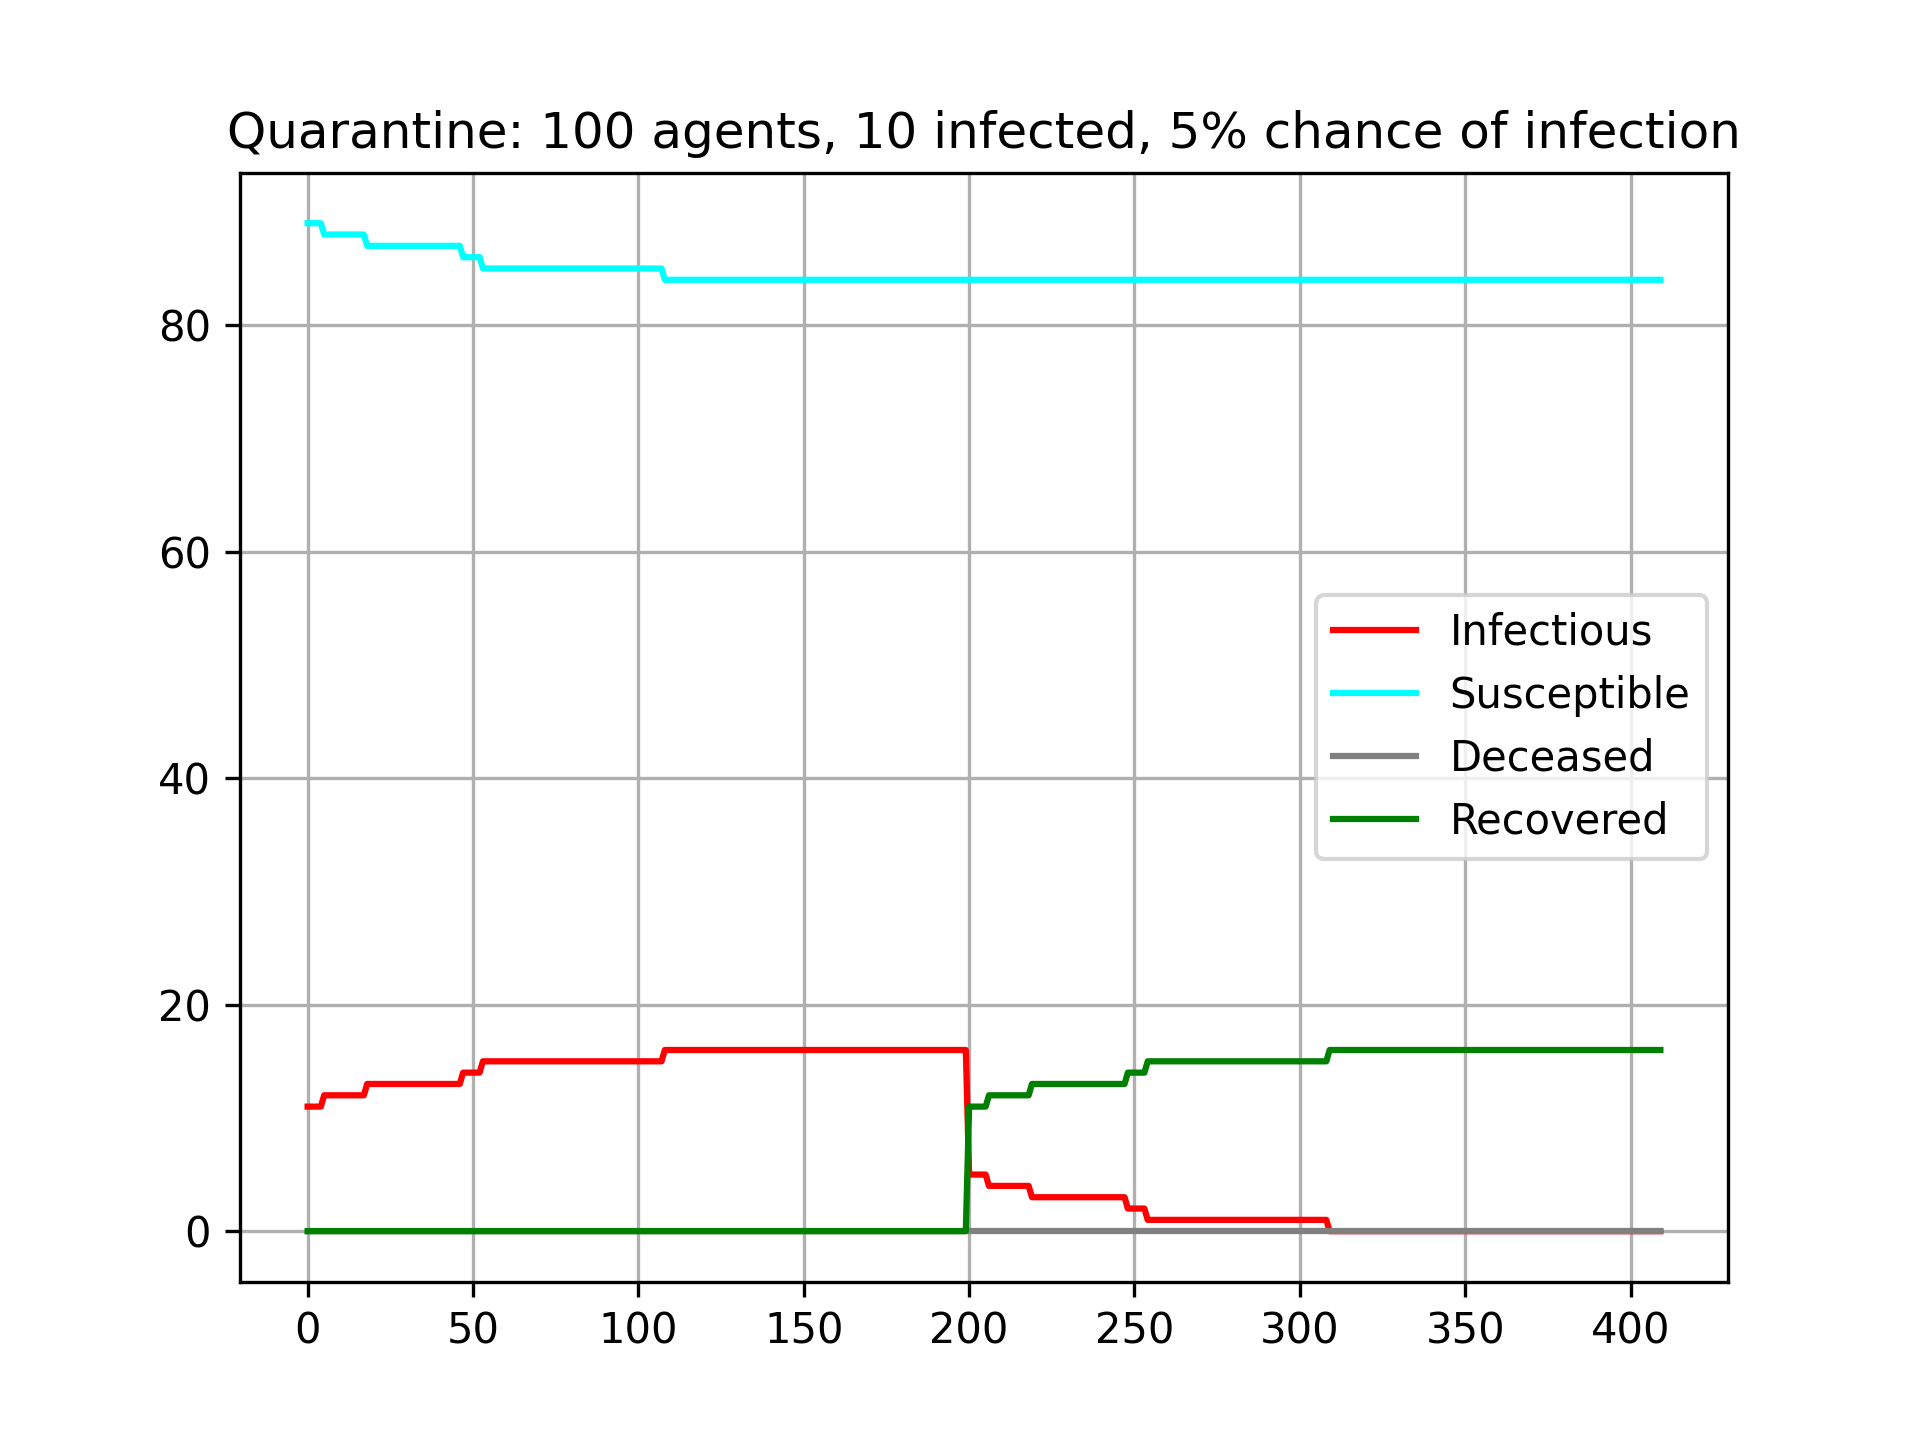 Quarantine: 100 agents, 10 infected, 5% chance of infection
80
60
40
20
0
Infectious
Susceptible
Deceased
Recovered
0 50 100 150 200 250 300 350 400